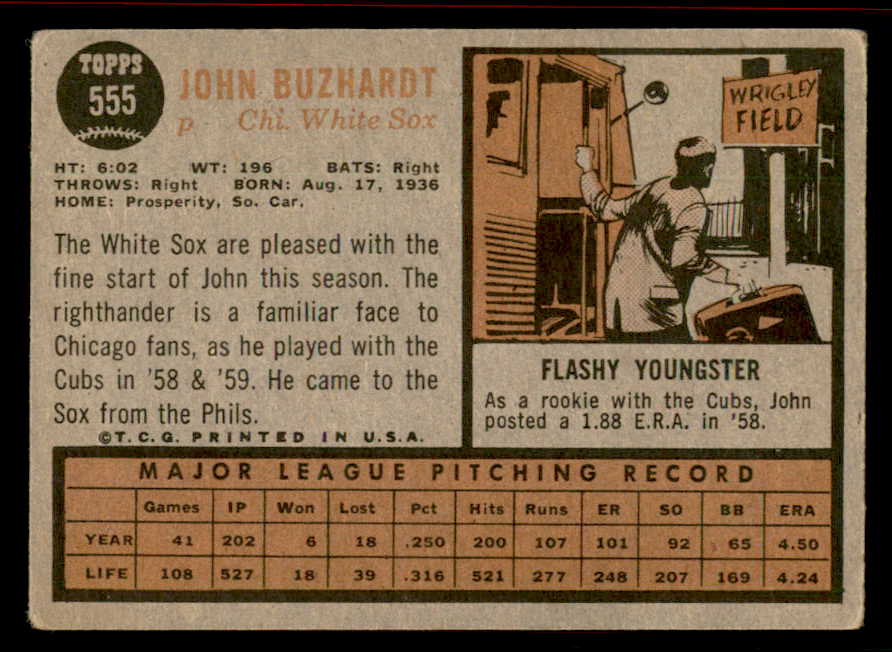 TOPPS
555
JOHN BUZHARDT
p Chi. White Sox
HT: 6:02 WT: 196 BATS: Right
THROWS: Right BORN: Aug. 17, 1936
HOME: Prosperity, So. Car.
The White Sox are pleased with the
fine start of John this season. The
righthander is a familiar face to
Chicago fans, as he played with the
Cubs in '58 & '59. He came to the
Sox from the Phils.
©T.C.G. PRINTED IN U.S.A.
WRIGLEY
FIELD
FLASHY YOUNGSTER
As a rookie with the Cubs, John
posted a 1.88 E.R.A. in '58.
MAJOR LEAGUE PITCHING RECORD
Games IP Won Lost Pct Hits Runs ER SO BB ERA
YEAR 41 202 6 18 .250 200 107 101 92 65 4.50
LIFE 108 527 18 39 .316 521 277 248 207 169 4.24